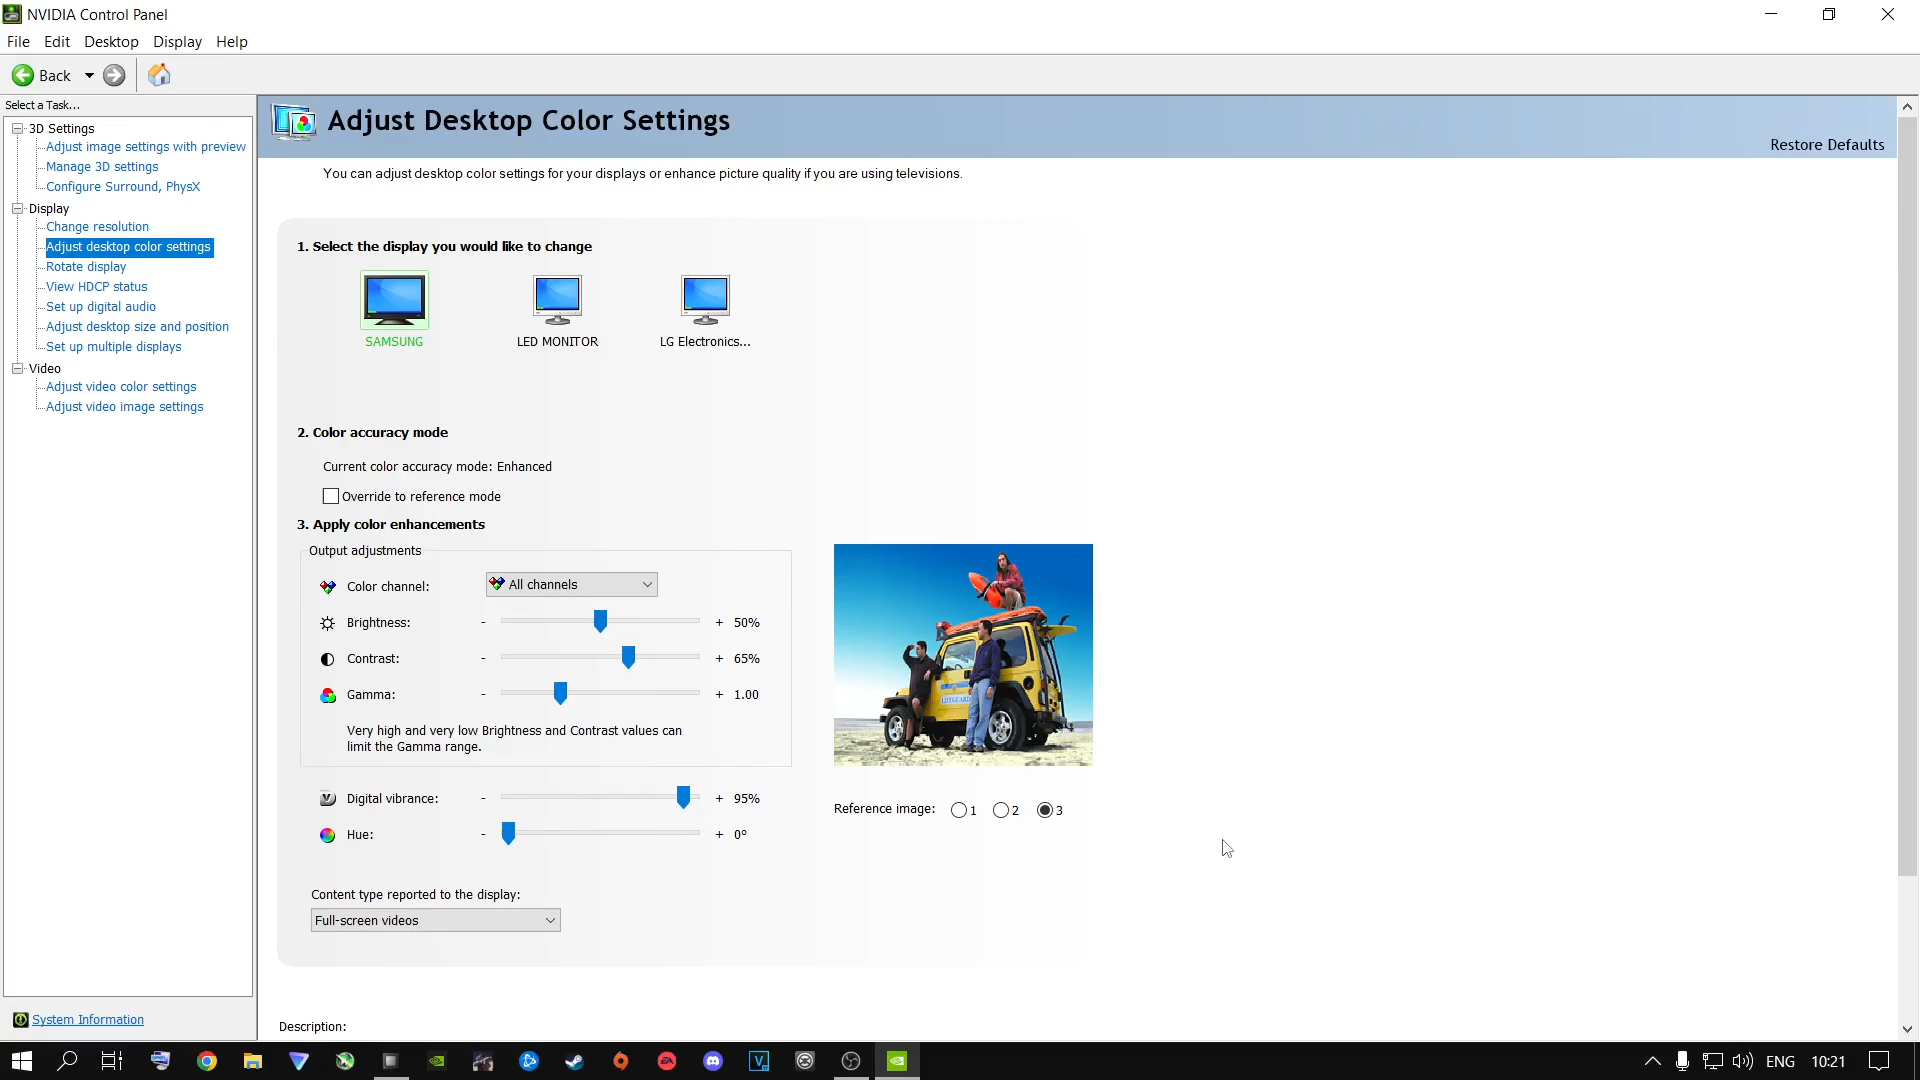 NVIDIA Control Panel
File Edit Desktop Display Help
Back
Select a Task...
3D Settings
Adjust image settings with preview
Manage 3D settings
Configure Surround, PhysX
Display
Change resolution
Adjust desktop color settings
Rotate display
View HDCP status
Set up digital audio
Adjust desktop size and position
Set up multiple displays
Video
Adjust video color settings
Adjust video image settings
System Information
Adjust Desktop Color Settings
Restore Defaults
You can adjust desktop color settings for your displays or enhance picture quality if you are using televisions.
1. Select the display you would like to change
SAMSUNG
LED MONITOR
LG Electronics...
2. Color accuracy mode
Current color accuracy mode: Enhanced
Override to reference mode
3. Apply color enhancements
Output adjustments
Color channel: All channels
Brightness: - + 50%
Contrast: - + 65%
Gamma: - + 1.00
Very high and very low Brightness and Contrast values can
limit the Gamma range.
Digital vibrance: - + 95%
Hue: - + 0°
LIFEGUARD
Reference image: 1 2 3
Content type reported to the display:
Full-screen videos
Description:
EA
V
ENG 10:21